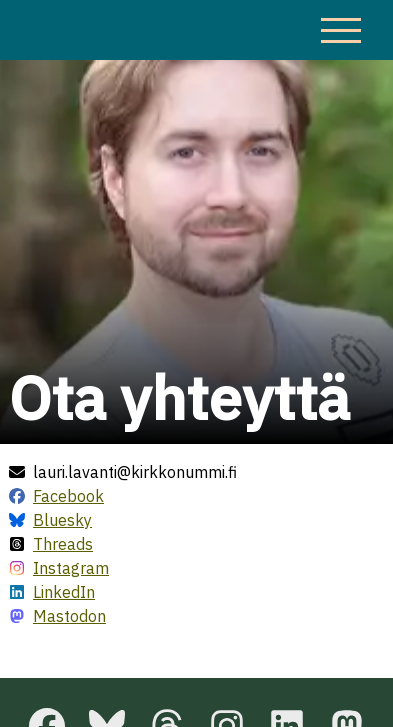 Ota yhteyttä
lauri.lavanti@kirkkonummi.fi
Facebook
Bluesky
Threads
Instagram
LinkedIn
Mastodon